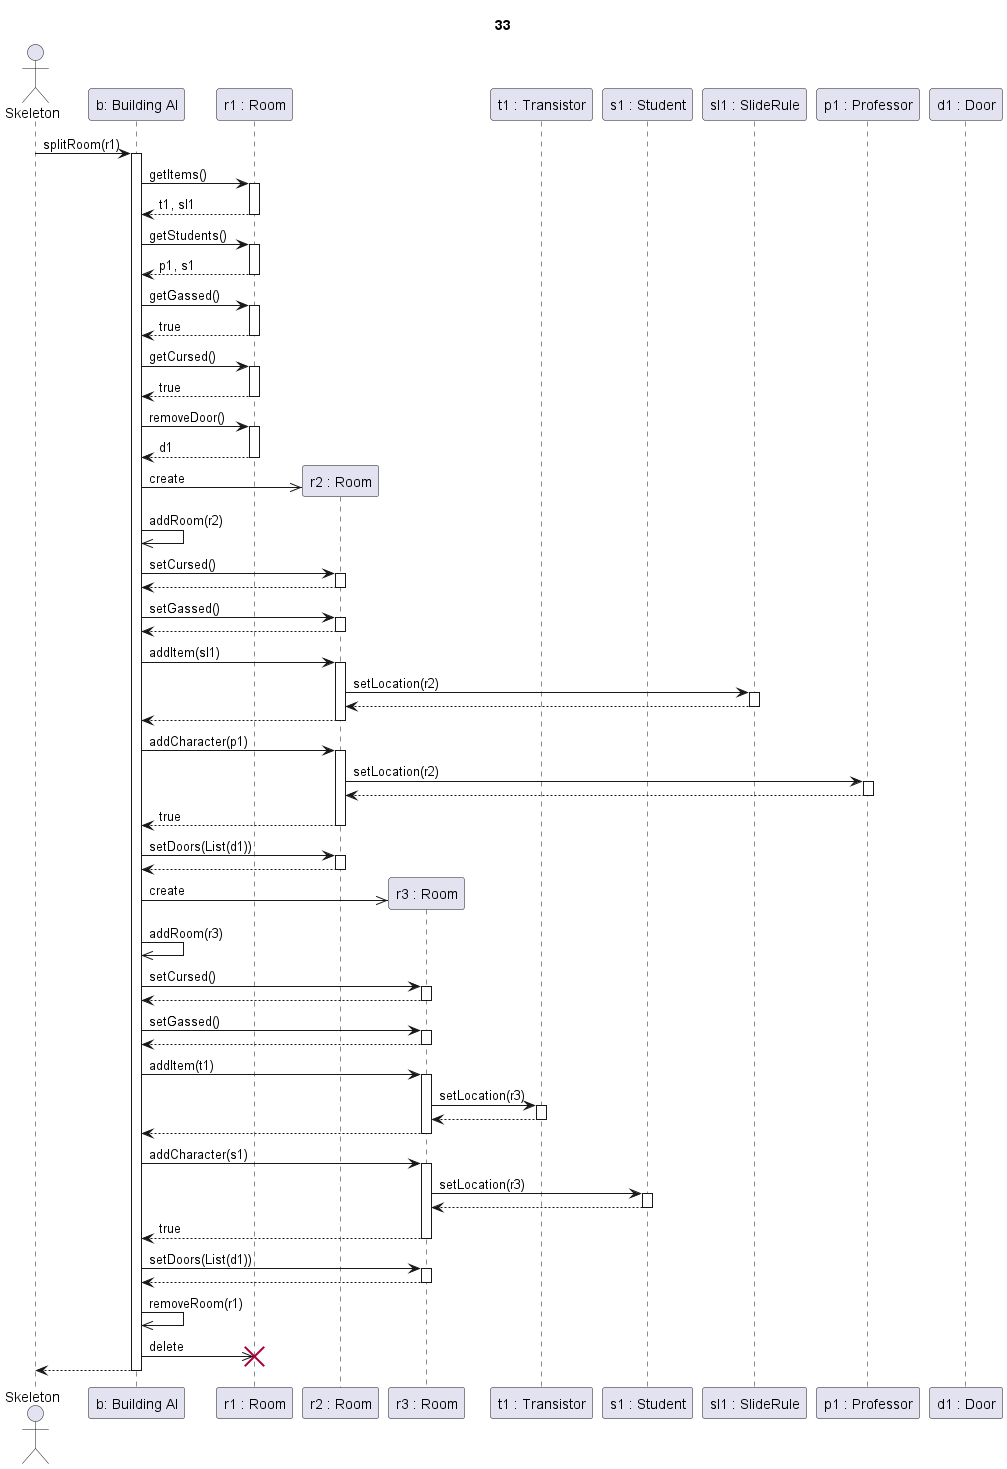 33
Skeleton
b: Building AI
r1 : Room
t1 : Transistor
s1 : Student
sl1 : SlideRule
p1 : Professor
d1 : Door
splitRoom(r1)
getItems()
t1, sl1
getStudents()
p1, s1
getGassed()
true
getCursed()
true
removeDoor()
d1
create
r2 : Room
addRoom(r2)
setCursed()
setGassed()
addItem(sl1)
setLocation(r2)
addCharacter(p1)
setLocation(r2)
true
setDoors(List(d1))
create
r3 : Room
addRoom(r3)
setCursed()
setGassed()
addItem(t1)
setLocation(r3)
addCharacter(s1)
setLocation(r3)
true
setDoors(List(d1))
removeRoom(r1)
delete
Skeleton
b: Building AI
r1 : Room
r2 : Room
r3 : Room
t1 : Transistor
s1 : Student
sl1 : SlideRule
p1 : Professor
d1 : Door